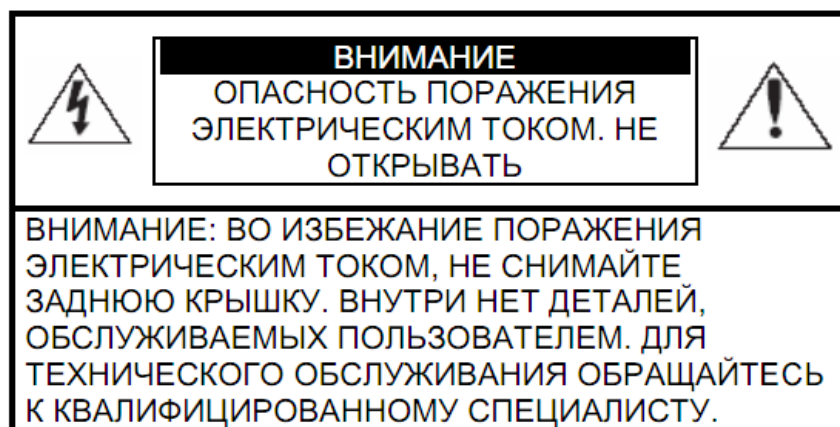 ВНИМАНИЕ
ОПАСНОСТЬ ПОРАЖЕНИЯ
ЭЛЕКТРИЧЕСКИМ ТОКОМ. НЕ
ОТКРЫВАТЬ
ВНИМАНИЕ: ВО ИЗБЕЖАНИЕ ПОРАЖЕНИЯ
ЭЛЕКТРИЧЕСКИМ ТОКОМ, НЕ СНИМАЙТЕ
ЗАДНЮЮ КРЫШКУ. ВНУТРИ НЕТ ДЕТАЛЕЙ,
ОБСЛУЖИВАЕМЫХ ПОЛЬЗОВАТЕЛЕМ. ДЛЯ
ТЕХНИЧЕСКОГО ОБСЛУЖИВАНИЯ ОБРАЩАЙТЕСЬ
К КВАЛИФИЦИРОВАННОМУ СПЕЦИАЛИСТУ.